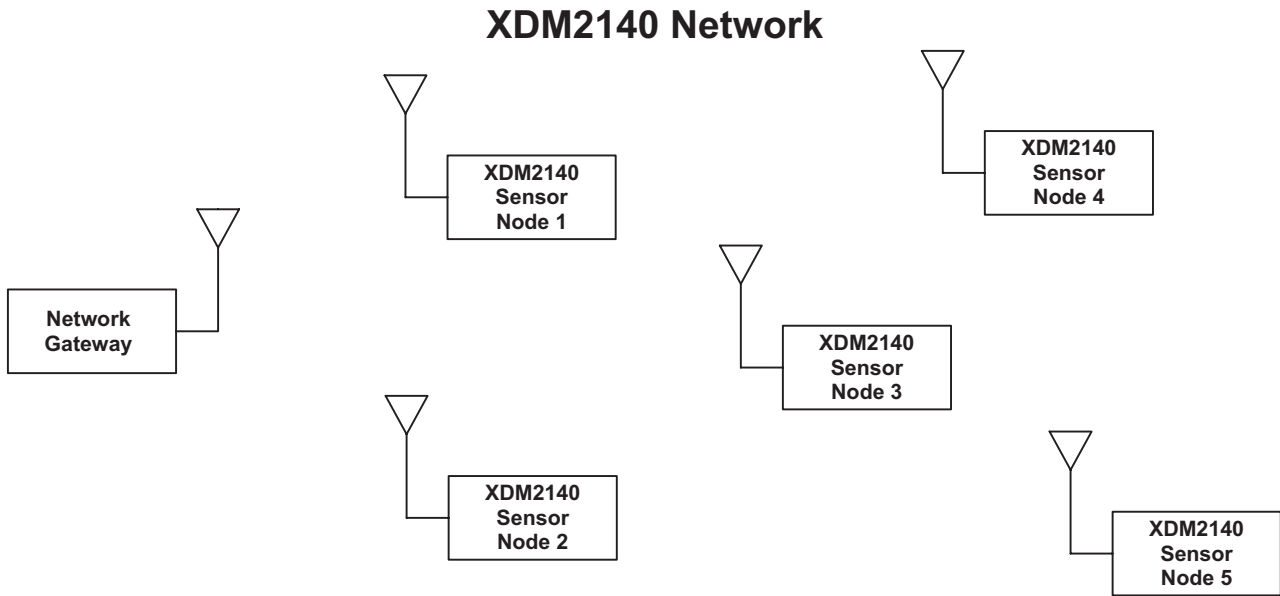 XDM2140 Network
XDM2140
Sensor
Node 1
XDM2140
Sensor
Node 4
Network
Gateway
XDM2140
Sensor
Node 3
XDM2140
Sensor
Node 2
XDM2140
Sensor
Node 5